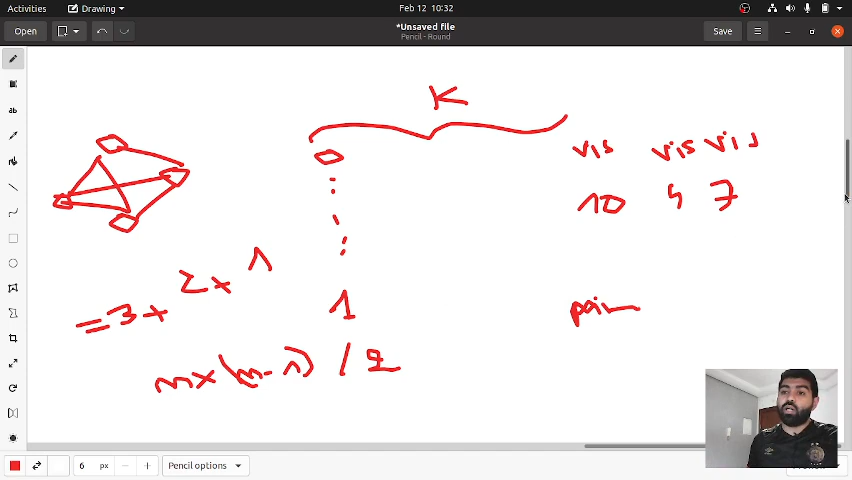 Activities
Drawing
Feb 12 10:32
Open
*Unsaved file
Pencil - Round
Save
K
vis vis vis
10 5 7
= 3 x 2 x 1
1
pair
n x (n - 1) / 2
6 px
Pencil options